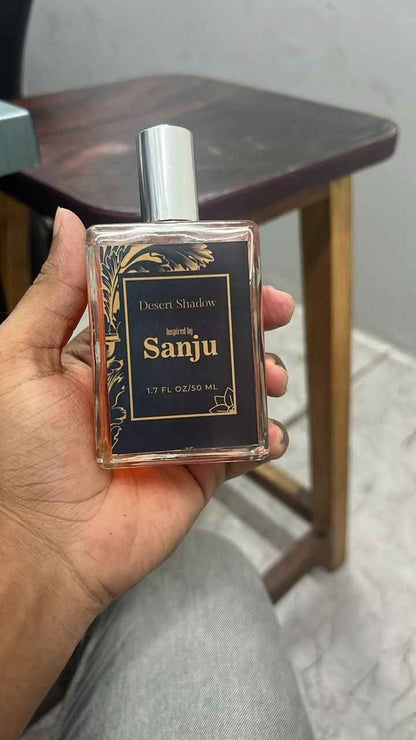 Desert Shadow
Inspired by
Sanju
1.7 FL OZ/50 ML